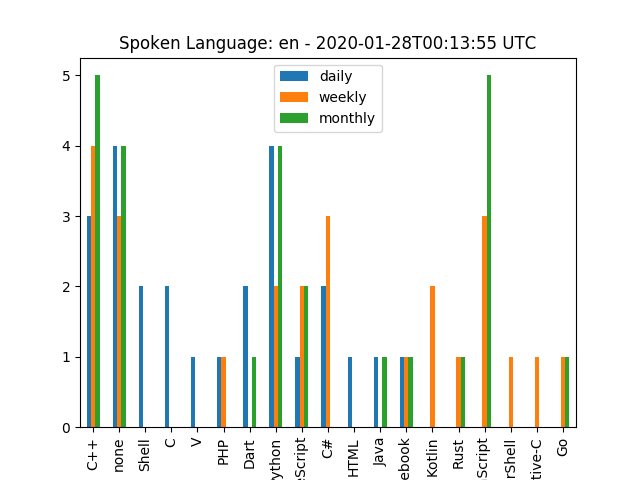 Spoken Language: en - 2020-01-28T00:13:55 UTC
daily
weekly
monthly
5
4
3
2
1
0
C++
none
Shell
C
V
PHP
Dart
ython
eScript
C#
HTML
Java
ebook
Kotlin
Rust
Script
rShell
tive-C
Go